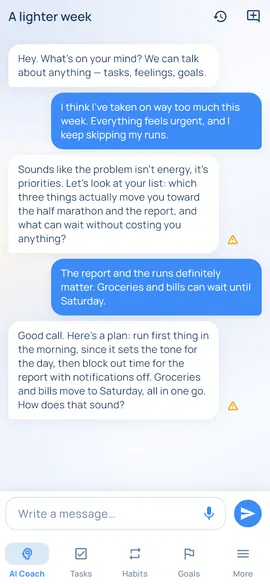 A lighter week
Hey. What's on your mind? We can talk
about anything — tasks, feelings, goals.
I think I've taken on way too much this
week. Everything feels urgent, and I
keep skipping my runs.
Sounds like the problem isn't energy, it's
priorities. Let's look at your list: which
three things actually move you toward
the half marathon and the report, and
what can wait without costing you
anything?
The report and the runs definitely
matter. Groceries and bills can wait until
Saturday.
Good call. Here's a plan: run first thing in
the morning, since it sets the tone for
the day, then block out time for the
report with notifications off. Groceries
and bills move to Saturday, all in one go.
How does that sound?
Write a message...
AI Coach
Tasks
Habits
Goals
More